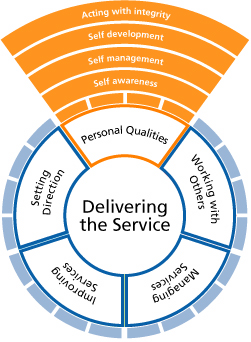 Acting with integrity
Self development
Self management
Self awareness
Personal Qualities
Setting
Direction
Working with
Others
Delivering
the Service
Improving
Services
Managing
Services